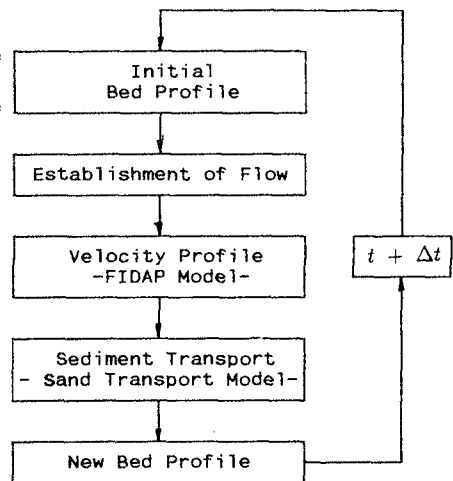 Initial
Bed Profile
Establishment of Flow
Velocity Profile
-FIDAP Model-
t + Δt
Sediment Transport
- Sand Transport Model-
New Bed Profile